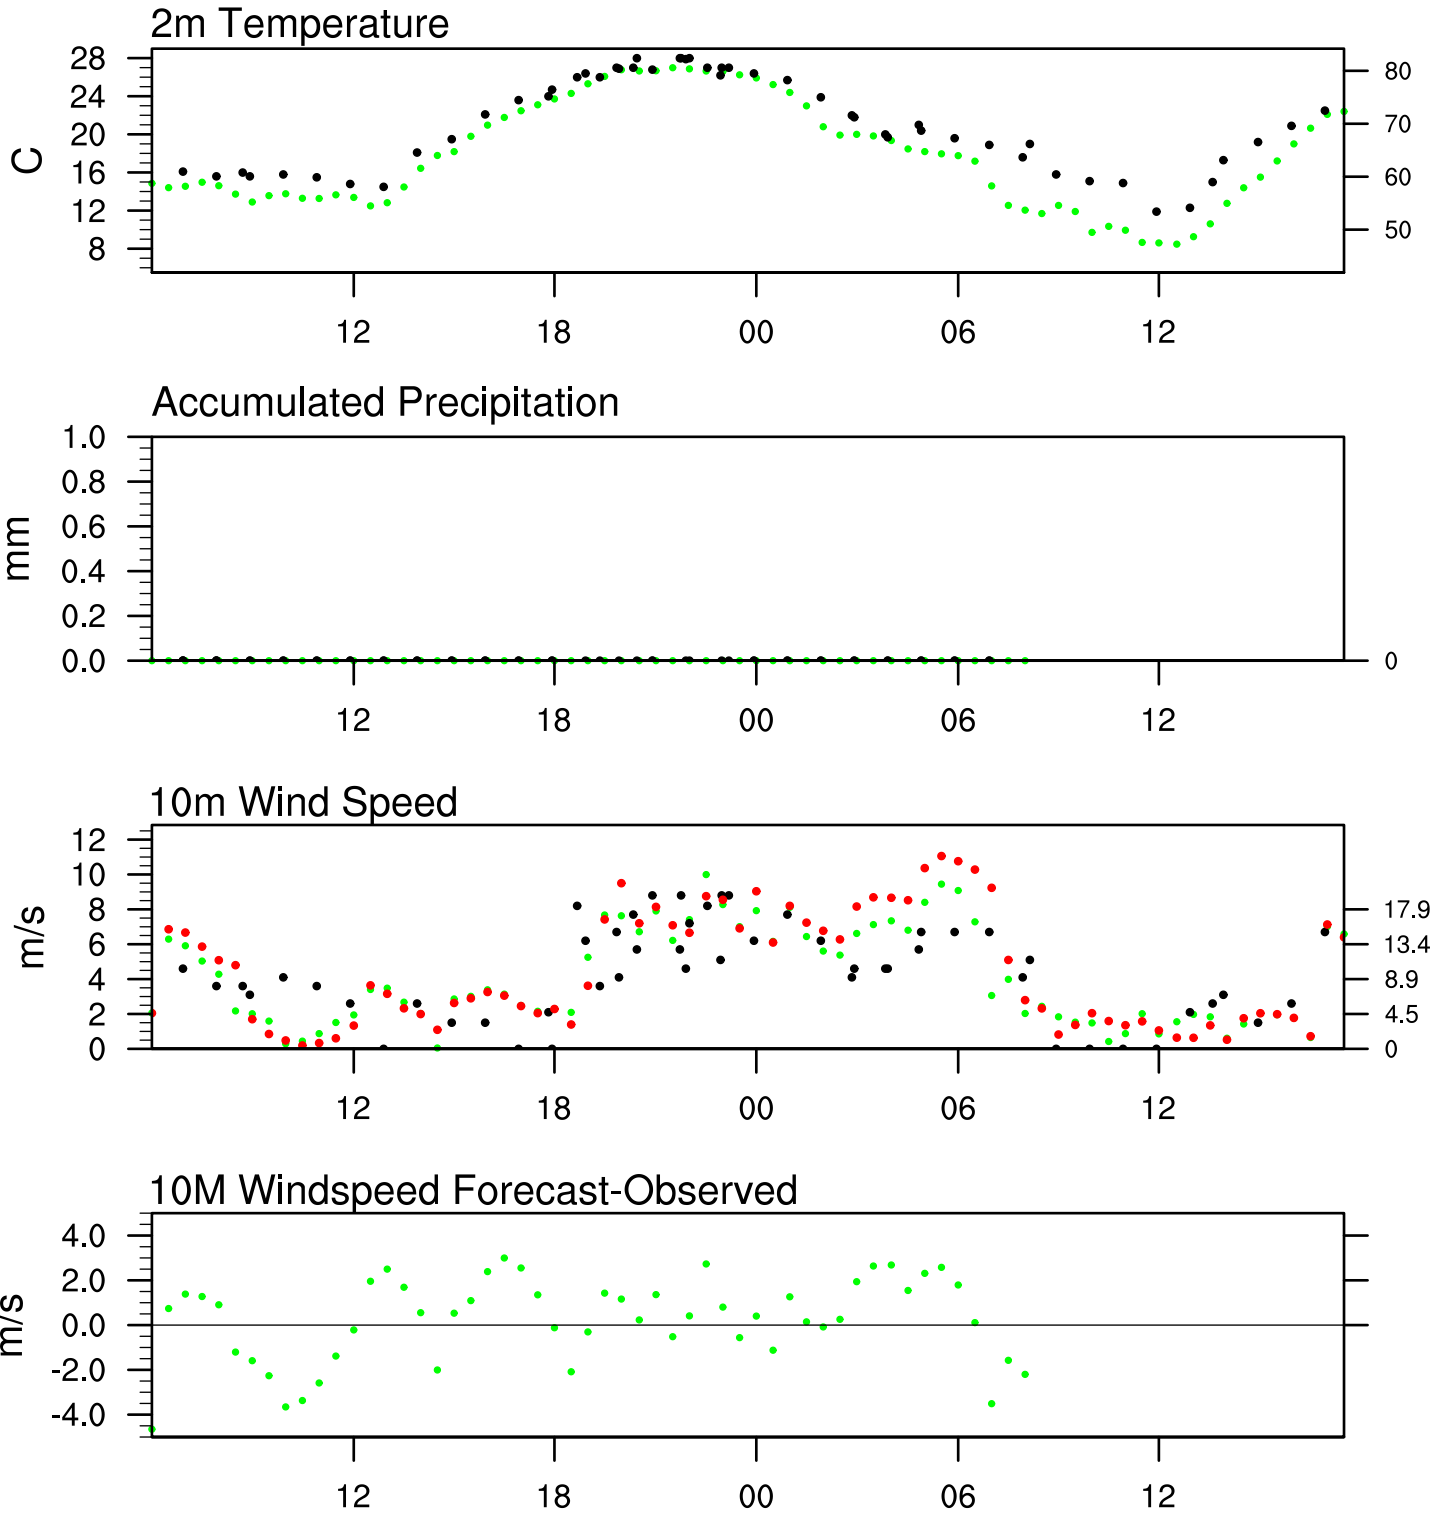 2m Temperature
28
24
20
16
12
8
C
80
70
60
50
12 18 00 06 12
Accumulated Precipitation
1.0
0.8
0.6
0.4
0.2
0.0
mm
0
12 18 00 06 12
10m Wind Speed
12
10
8
6
4
2
0
m/s
17.9
13.4
8.9
4.5
0
12 18 00 06 12
10M Windspeed Forecast-Observed
4.0
2.0
0.0
-2.0
-4.0
m/s
12 18 00 06 12